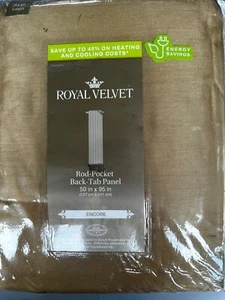 SAVE UP TO 45% ON HEATING
AND COOLING COSTS*
ENERGY
SAVINGS
ROYAL VELVET
Rod-Pocket
Back-Tab Panel
50 in x 95 in
ENCORE